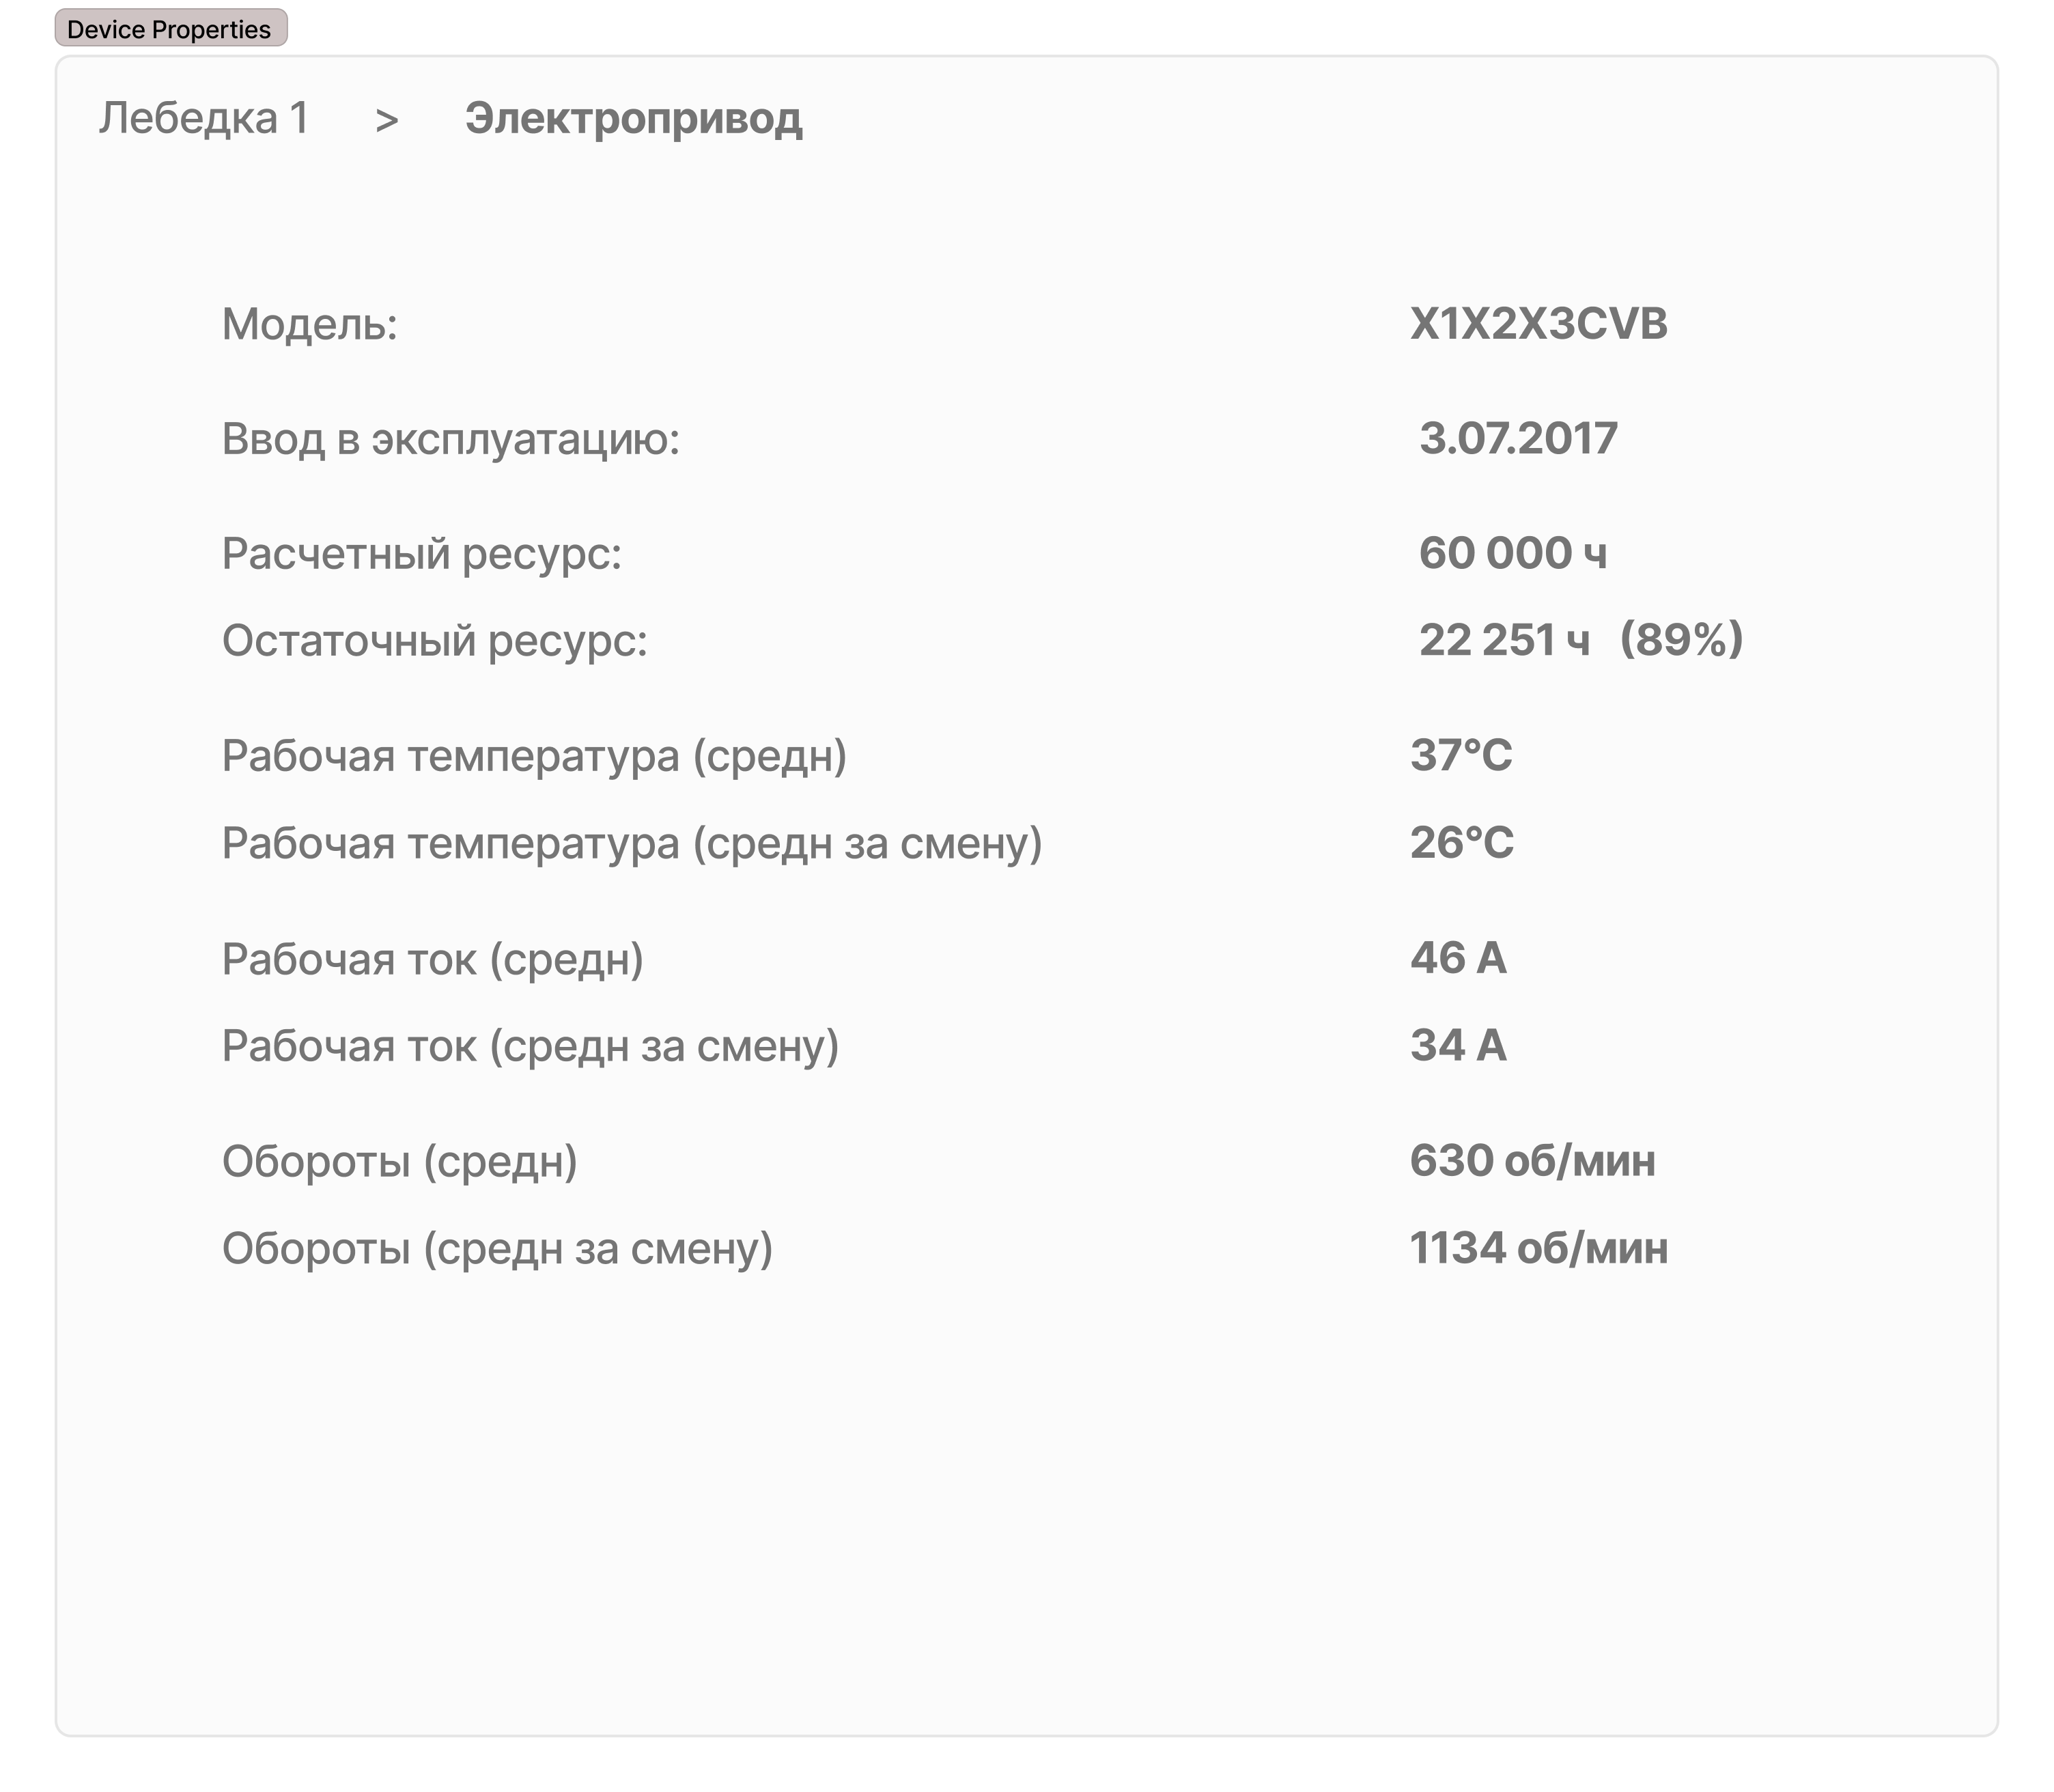 Device Properties
Лебедка 1 > Электропривод
Модель: X1X2X3CVB
Ввод в эксплуатацию: 3.07.2017
Расчетный ресурс: 60 000 ч
Остаточный ресурс: 22 251 ч (89%)
Рабочая температура (средн) 37°C
Рабочая температура (средн за смену) 26°C
Рабочая ток (средн) 46 А
Рабочая ток (средн за смену) 34 А
Обороты (средн) 630 об/мин
Обороты (средн за смену) 1134 об/мин